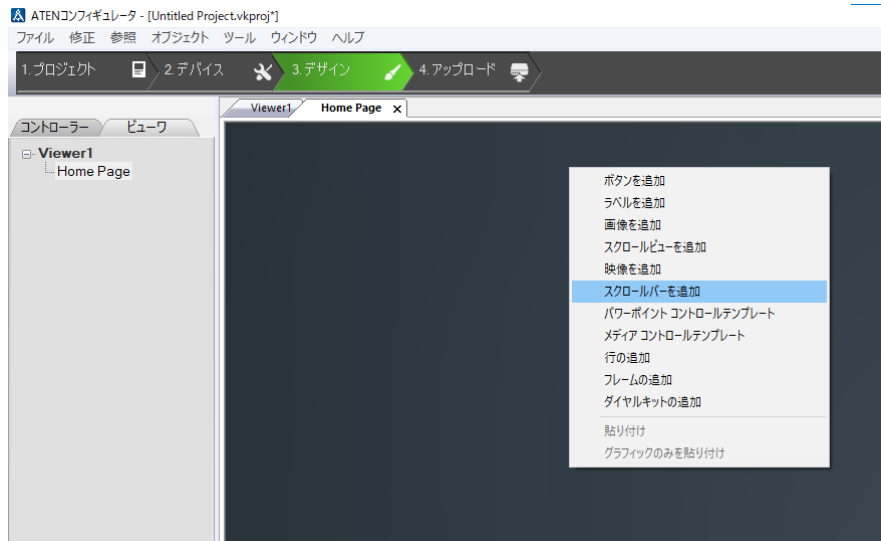 ATENコンフィギュレータ - [Untitled Project.vkproj*]
ファイル 修正 参照 オブジェクト ツール ウィンドウ ヘルプ
1. プロジェクト 2. デバイス 3. デザイン 4. アップロード
Viewer1 Home Page x
コントローラー ビューワ
Viewer1
Home Page
ボタンを追加
ラベルを追加
画像を追加
スクロールビューを追加
映像を追加
スクロールバーを追加
パワーポイント コントロールテンプレート
メディア コントロールテンプレート
行の追加
フレームの追加
ダイヤルキットの追加
貼り付け
グラフィックのみを貼り付け